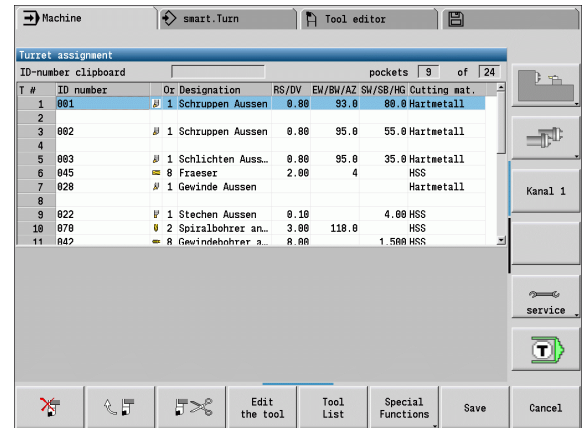 Machine smart.Turn Tool editor
Turret assignment
ID-number clipboard pockets 9 of 24
T # ID number Or Designation RS/DV EW/BW/AZ SW/SB/HG Cutting mat.
1 001 1 Schruppen Aussen 0.80 93.0 80.0 Hartmetall
2
3 002 1 Schruppen Aussen 0.80 95.0 55.0 Hartmetall
4
5 003 1 Schlichten Auss… 0.80 95.0 35.0 Hartmetall
6 045 8 Fraeser 2.00 4 HSS
7 028 1 Gewinde Aussen Hartmetall
8
9 022 1 Stechen Aussen 0.10 4.00 HSS
10 070 2 Spiralbohrer an… 3.00 118.0 HSS
11 042 8 Gewindebohrer a… 8.00 1.500 HSS
Kanal 1
service
T
Edit the tool
Tool List
Special Functions
Save
Cancel